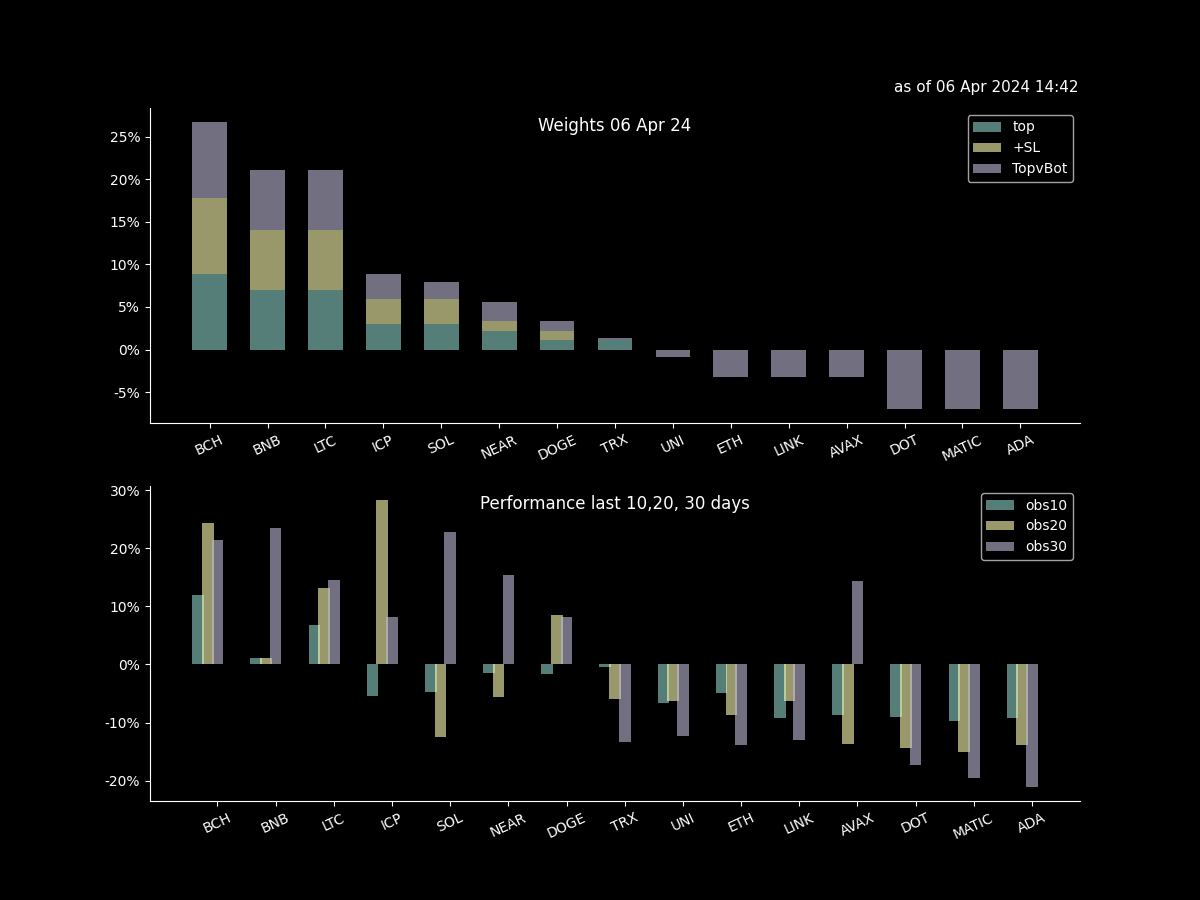 as of 06 Apr 2024 14:42
Weights 06 Apr 24
top
+SL
TopvBot
25%
20%
15%
10%
5%
0%
-5%
BCH BNB LTC ICP SOL NEAR DOGE TRX UNI ETH LINK AVAX DOT MATIC ADA
Performance last 10,20, 30 days
obs10
obs20
obs30
30%
20%
10%
0%
-10%
-20%
BCH BNB LTC ICP SOL NEAR DOGE TRX UNI ETH LINK AVAX DOT MATIC ADA